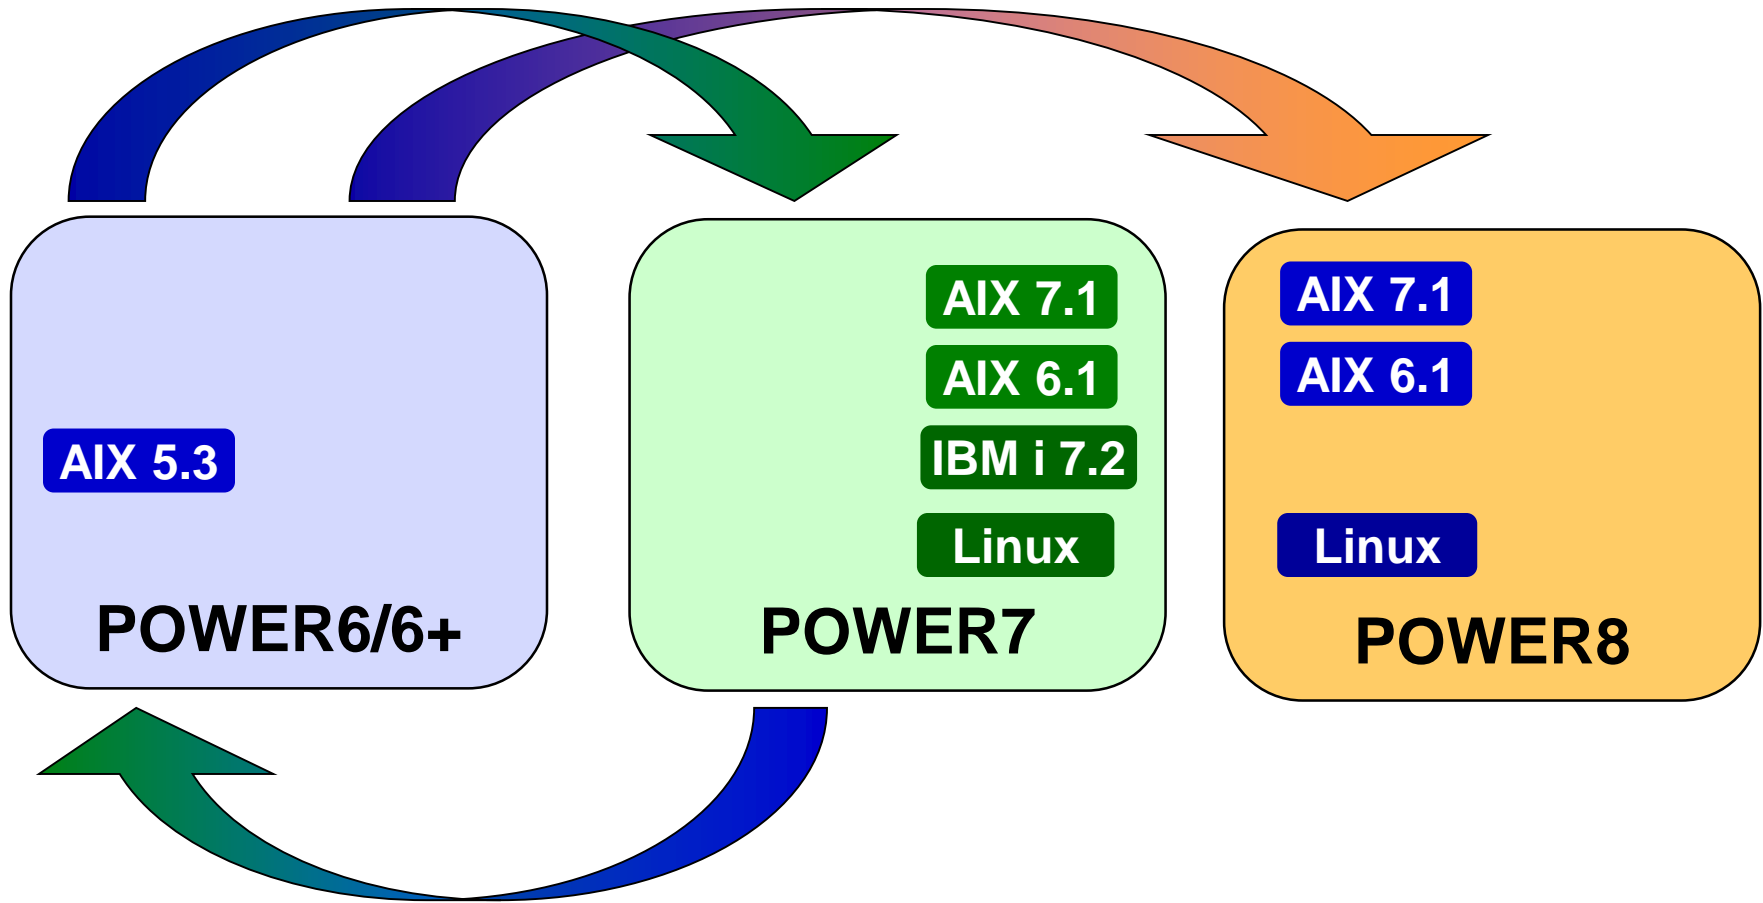 AIX 5.3
POWER6/6+
AIX 7.1
AIX 6.1
IBM i 7.2
Linux
POWER7
AIX 7.1
AIX 6.1
Linux
POWER8